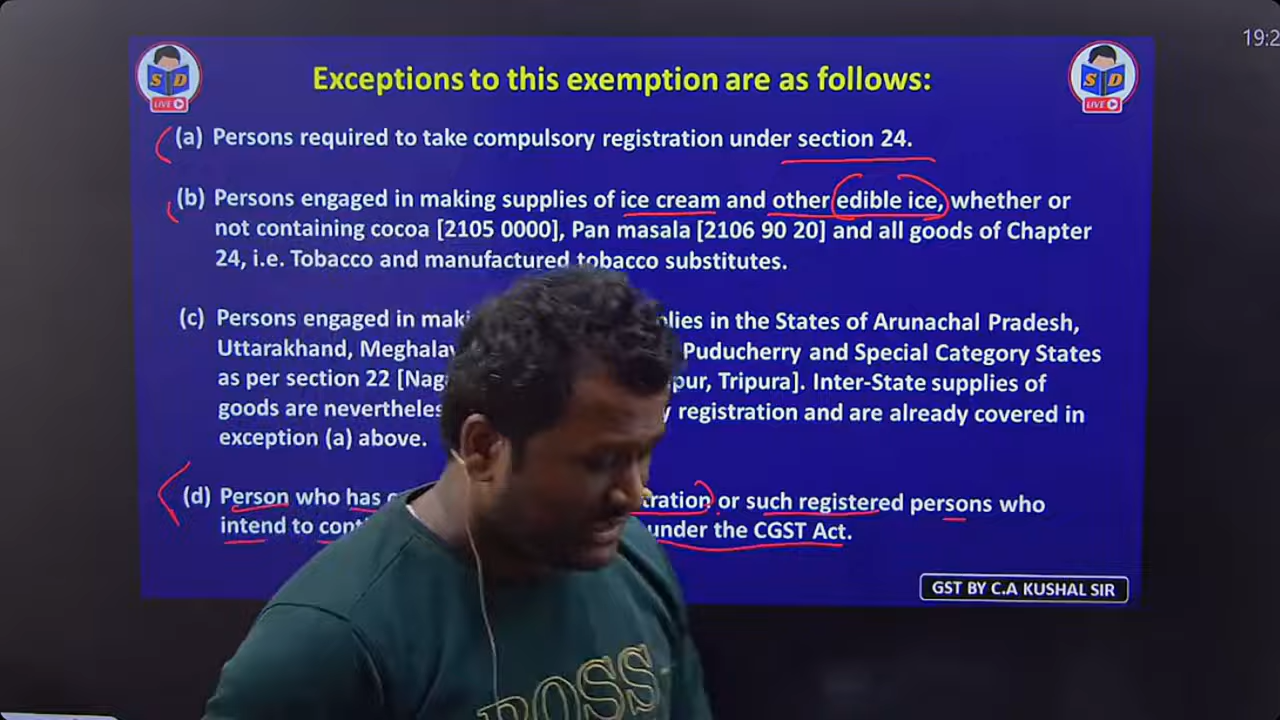 19:2
S D
LIVE
S D
LIVE
Exceptions to this exemption are as follows:
(a) Persons required to take compulsory registration under section 24.
(b) Persons engaged in making supplies of ice cream and other edible ice, whether or
not containing cocoa [2105 0000], Pan masala [2106 90 20] and all goods of Chapter
24, i.e. Tobacco and manufactured tobacco substitutes.
(c) Persons engaged in maki plies in the States of Arunachal Pradesh,
Uttarakhand, Meghalay Puducherry and Special Category States
as per section 22 [Nag pur, Tripura]. Inter-State supplies of
goods are nevertheles y registration and are already covered in
exception (a) above.
(d) Person who has tration) or such registered persons who
intend to cont under the CGST Act.
GST BY C.A KUSHAL SIR
BOSS